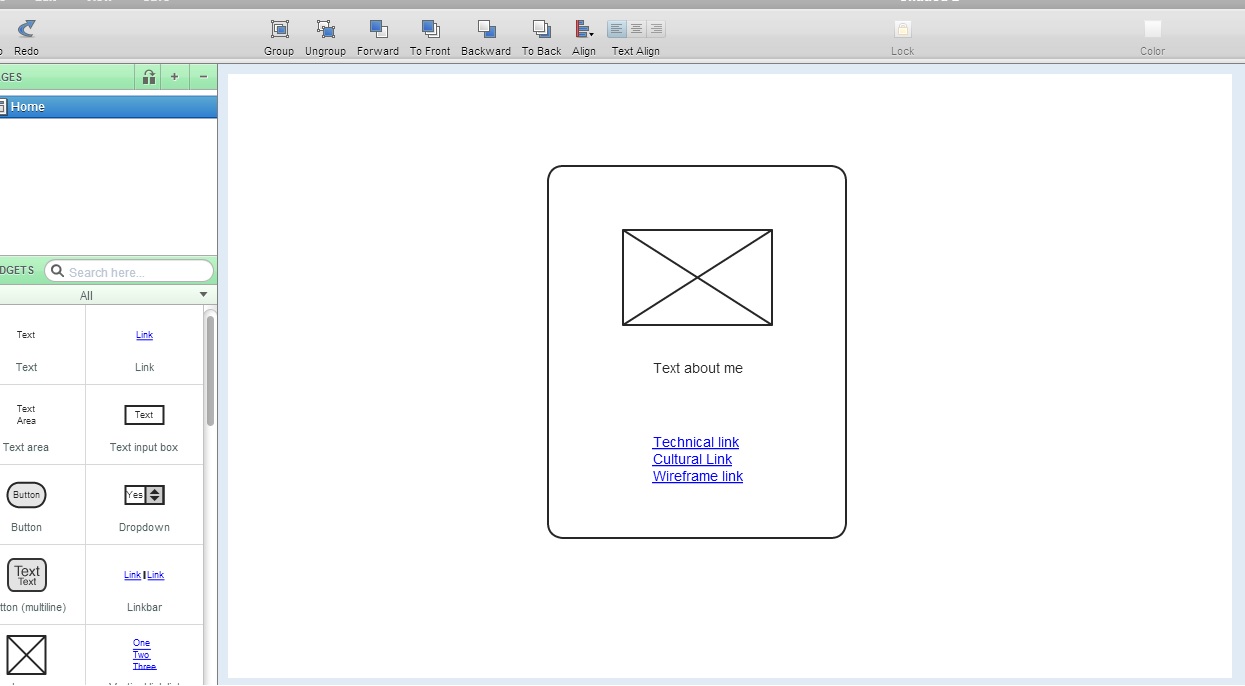 Redo
Group
Ungroup
Forward
To Front
Backward
To Back
Align
Text Align
Lock
Color
GES
+
−
Home
DGETS
Search here...
All
Text
Link
Text
Link
Text
Area
Text
Text area
Text input box
Button
Yes
Button
Dropdown
Text
Text
Link
Link
tton (multiline)
Linkbar
One
Two
Three
Text about me
Technical link
Cultural Link
Wireframe link